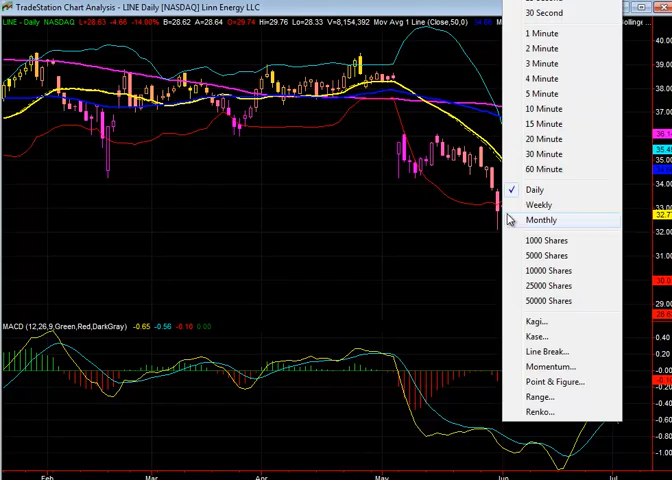 TradeStation Chart Analysis - LINE Daily [NASDAQ] Linn Energy LLC
LINE - Daily NASDAQ L=28.63 -4.66 -14.00% B=28.62 A=28.64 Hi=29.76 Lo=28.33 V=8,154,392 Mov Avg 1 Line (Close,50,0)
30 Second
1 Minute
2 Minute
3 Minute
4 Minute
5 Minute
10 Minute
15 Minute
20 Minute
30 Minute
60 Minute
Daily
Weekly
Monthly
1000 Shares
5000 Shares
10000 Shares
25000 Shares
50000 Shares
Kagi...
Kase...
Line Break...
Momentum...
Point & Figure...
Range...
Renko...
40.00
39.00
38.00
37.00
35.00
34.00
33.00
32.00
31.00
29.00
MACD (12,26,9,Green,Red,DarkGray) -0.65 -0.56 -0.10 0.00
0.40
0.20
-0.00
-0.20
-0.40
-0.60
-0.80
-1.00
Feb Mar Apr May Jun Jul